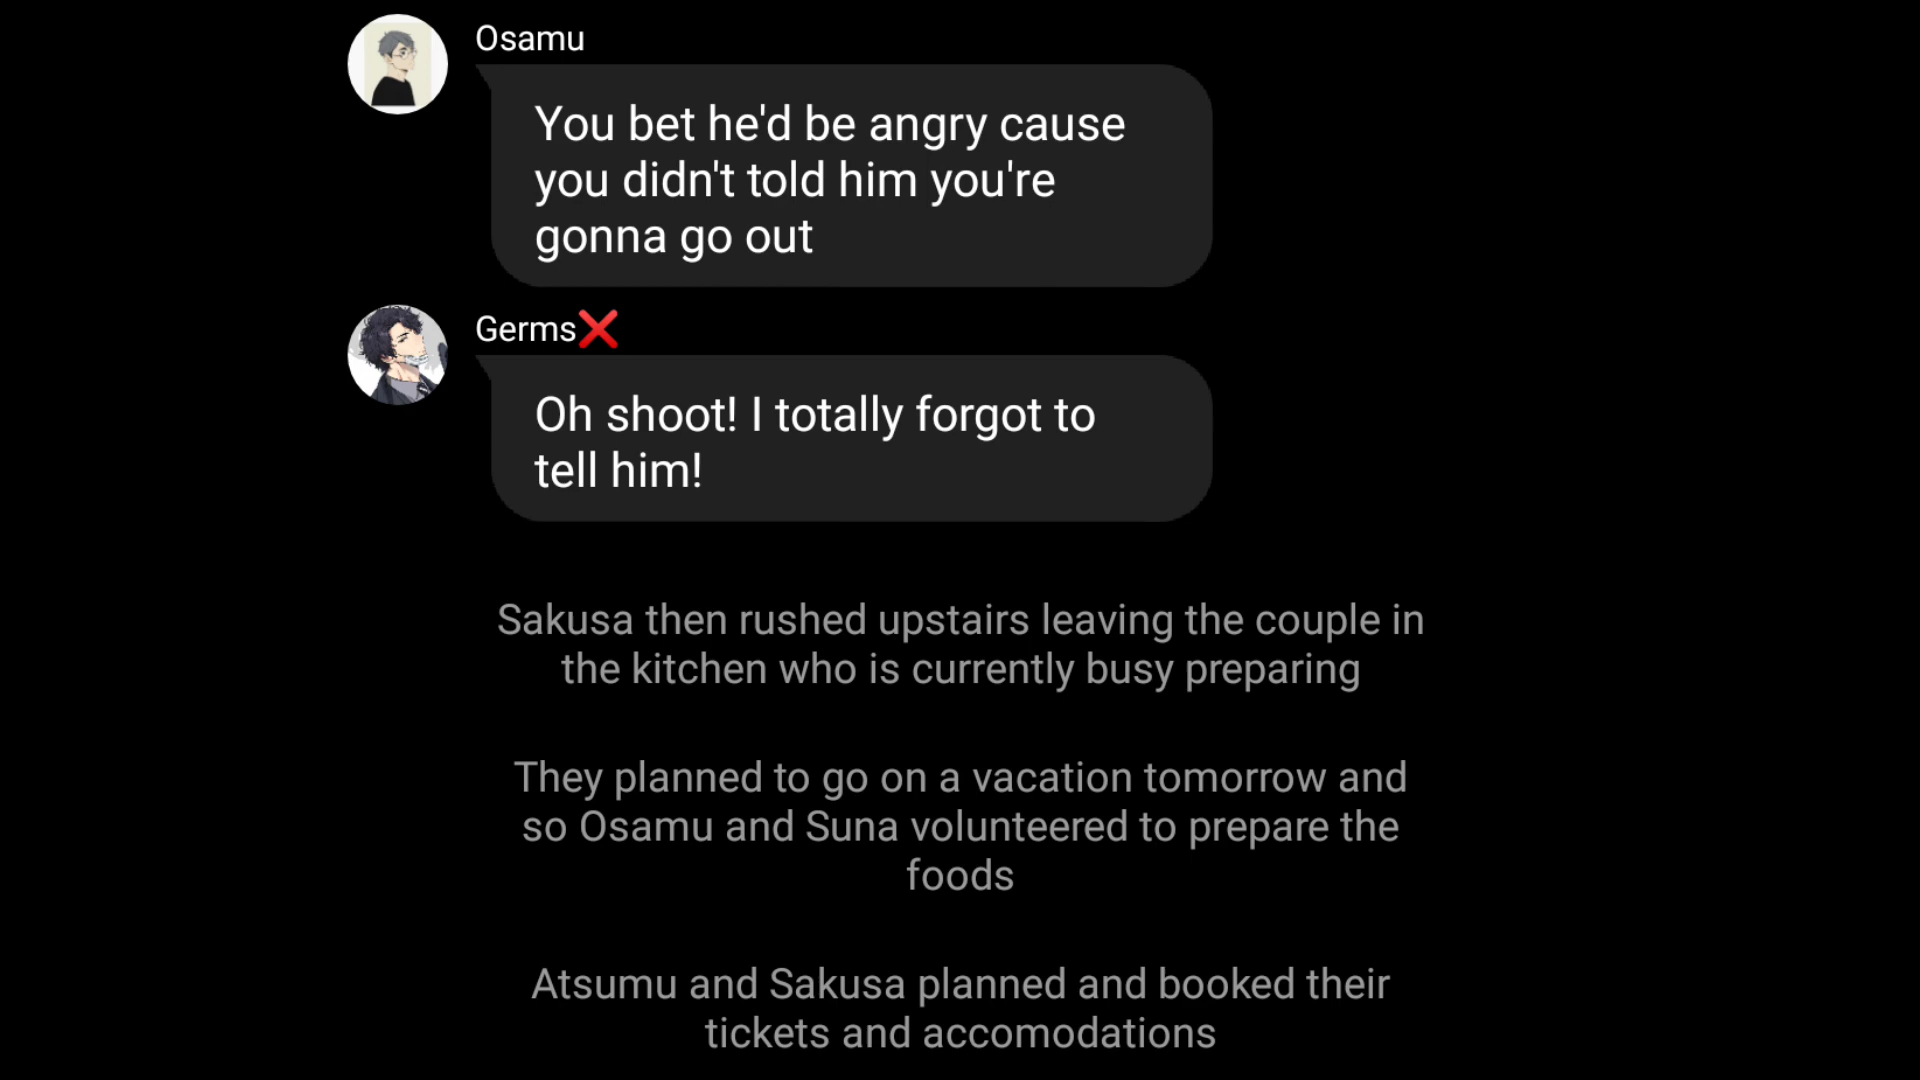 Osamu
You bet he'd be angry cause
you didn't told him you're
gonna go out
Germs❌
Oh shoot! I totally forgot to
tell him!
Sakusa then rushed upstairs leaving the couple in
the kitchen who is currently busy preparing
They planned to go on a vacation tomorrow and
so Osamu and Suna volunteered to prepare the
foods
Atsumu and Sakusa planned and booked their
tickets and accomodations